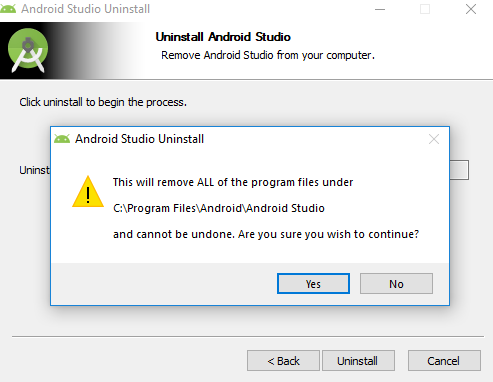 Android Studio Uninstall
Uninstall Android Studio
Remove Android Studio from your computer.
Click uninstall to begin the process.
Android Studio Uninstall
This will remove ALL of the program files under
C:\Program Files\Android\Android Studio
and cannot be undone. Are you sure you wish to continue?
Yes No
< Back Uninstall Cancel